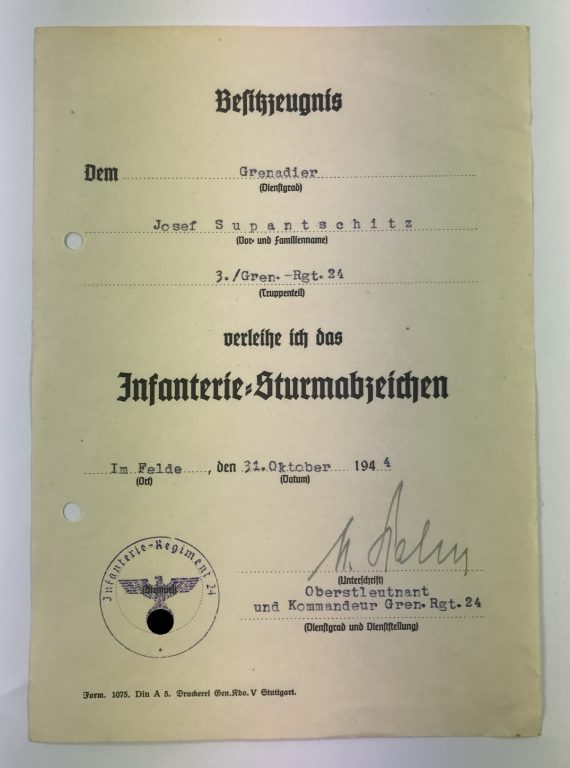 Besitzzeugnis
Dem Grenadier
(Dienstgrad)
Josef Supantschitz
(Vor- und Familienname)
3./Gren.-Rgt.24
(Truppenteil)
verleihe ich das
Infanterie-Sturmabzeichen
Im Felde, den 31.Oktober 1944
(Ort) (Datum)
(Unterschrift)
Oberstleutnant
und Kommandeur Gren.Rgt.24
(Dienstgrad und Dienststellung)
Infanterie-Regiment 24
Stempel
Form. 1075. Din A 5. Druckerei Gen.Kdo. V Stuttgart.